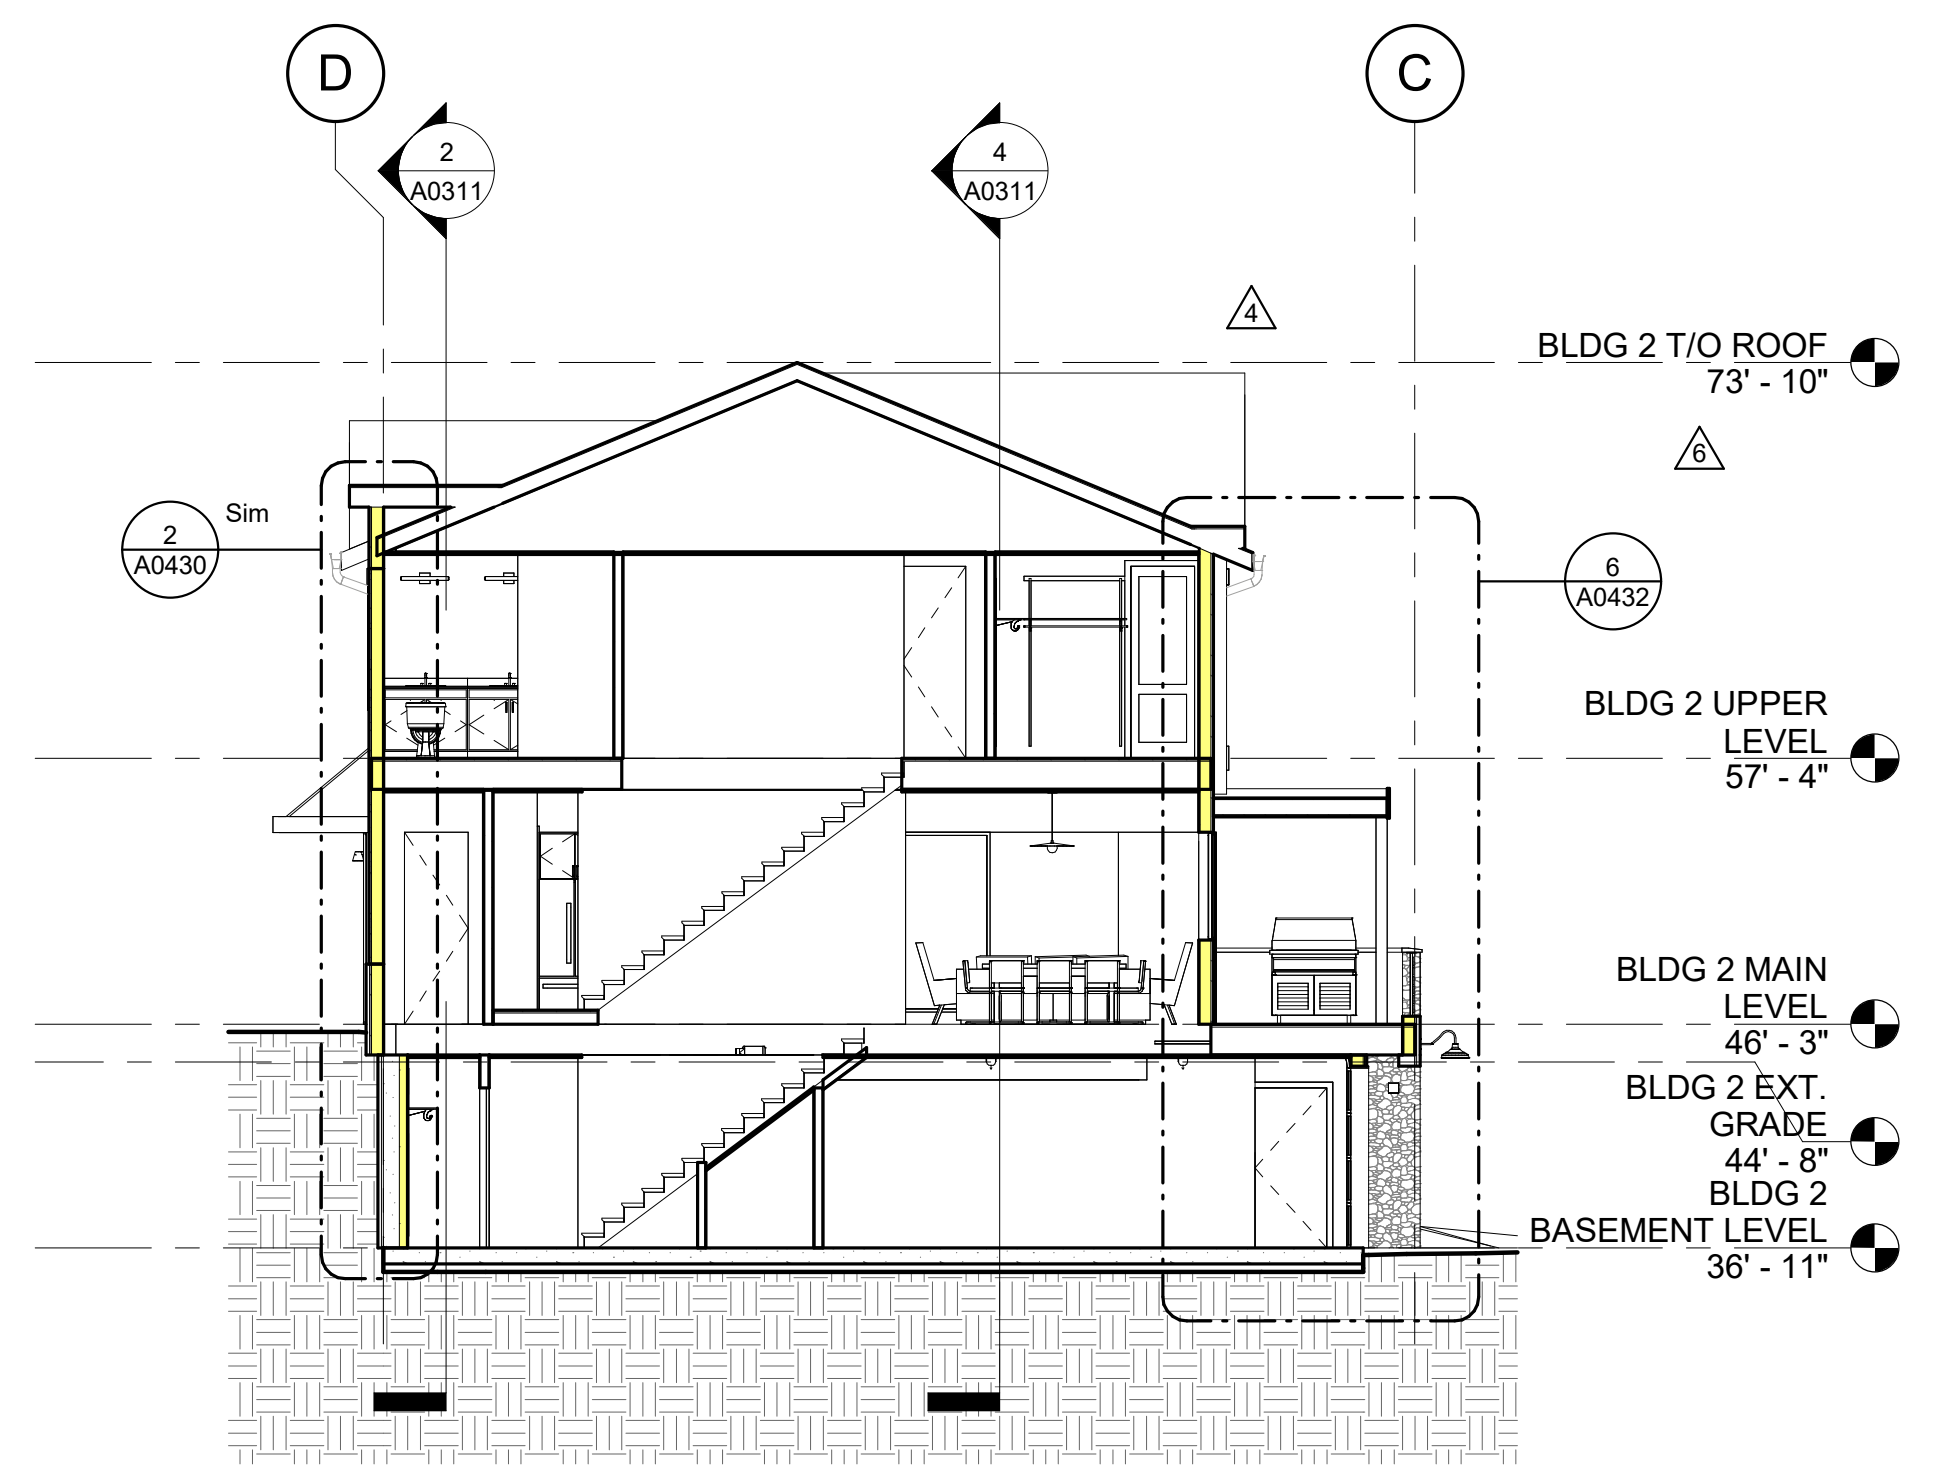 D
C
2
A0311
4
A0311
4
BLDG 2 T/O ROOF
73' - 10"
6
2
A0430
Sim
6
A0432
BLDG 2 UPPER
LEVEL
57' - 4"
BLDG 2 MAIN
LEVEL
46' - 3"
BLDG 2 EXT.
GRADE
44' - 8"
BLDG 2
BASEMENT LEVEL
36' - 11"